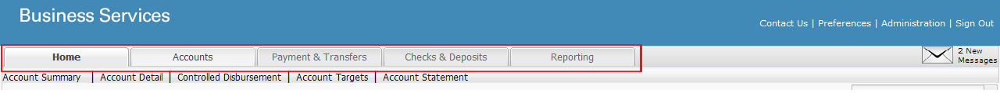 Business Services
Contact Us | Preferences | Administration | Sign Out
Home Accounts Payment & Transfers Checks & Deposits Reporting
2 New
Messages
Account Summary | Account Detail | Controlled Disbursement | Account Targets | Account Statement